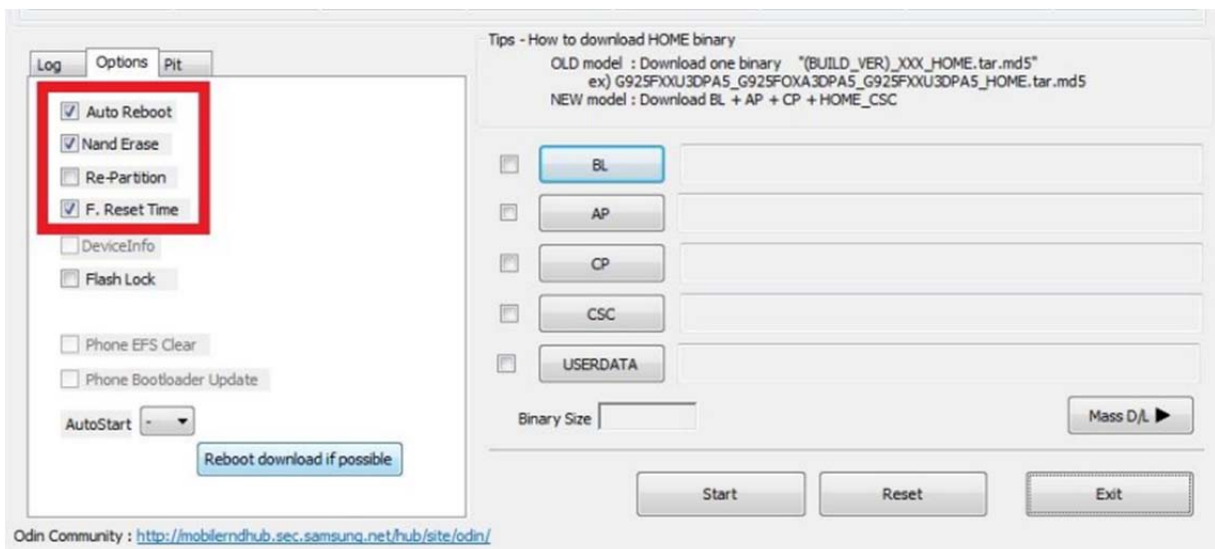 Log Options Pit
Auto Reboot
Nand Erase
Re-Partition
F. Reset Time
DeviceInfo
Flash Lock
Phone EFS Clear
Phone Bootloader Update
AutoStart -
Reboot download if possible
Tips - How to download HOME binary
OLD model : Download one binary "(BUILD_VER)_XXX_HOME.tar.md5"
ex) G925FXXU3DPA5_G925FOXA3DPA5_G925FXXU3DPA5_HOME.tar.md5
NEW model : Download BL + AP + CP + HOME_CSC
BL
AP
CP
CSC
USERDATA
Binary Size
Mass D/L
Start Reset Exit
Odin Community : http://mobilerndhub.sec.samsung.net/hub/site/odin/